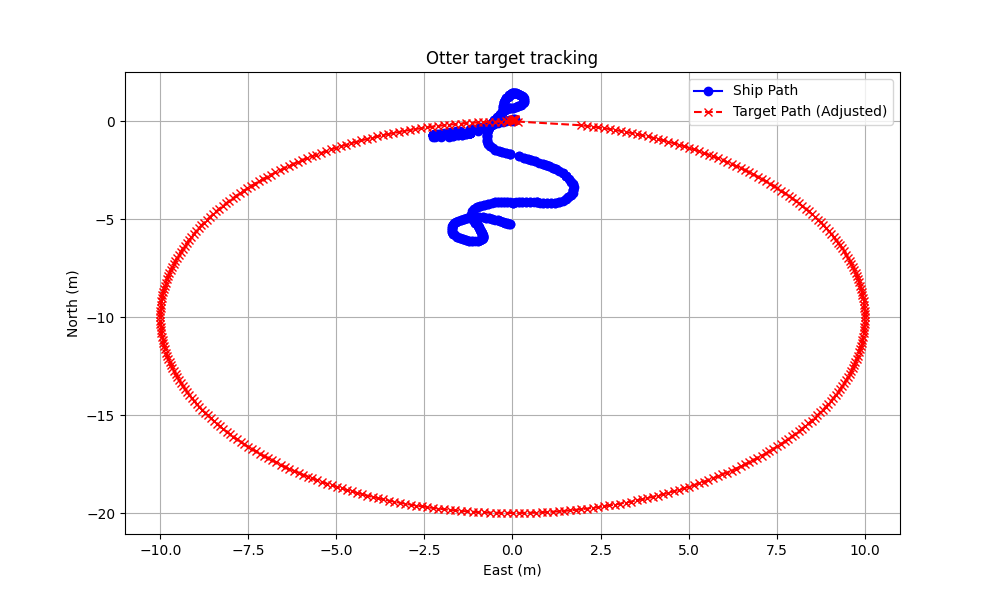 Otter target tracking
Ship Path
Target Path (Adjusted)
North (m)
0
−5
−10
−15
−20
−10.0 −7.5 −5.0 −2.5 0.0 2.5 5.0 7.5 10.0
East (m)